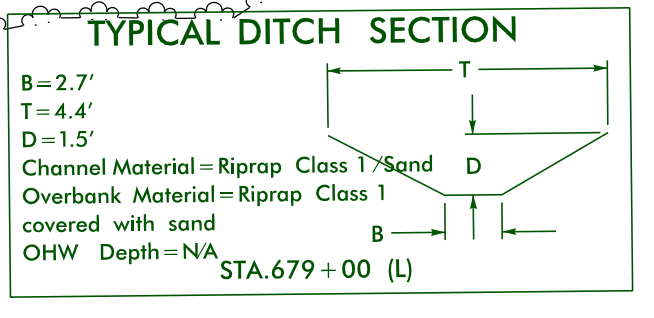 TYPICAL DITCH SECTION
B=2.7'
T=4.4'
D=1.5'
Channel Material=Riprap Class 1/Sand
Overbank Material=Riprap Class 1
covered with sand
OHW Depth=N/A
STA.679+00 (L)
T
D
B